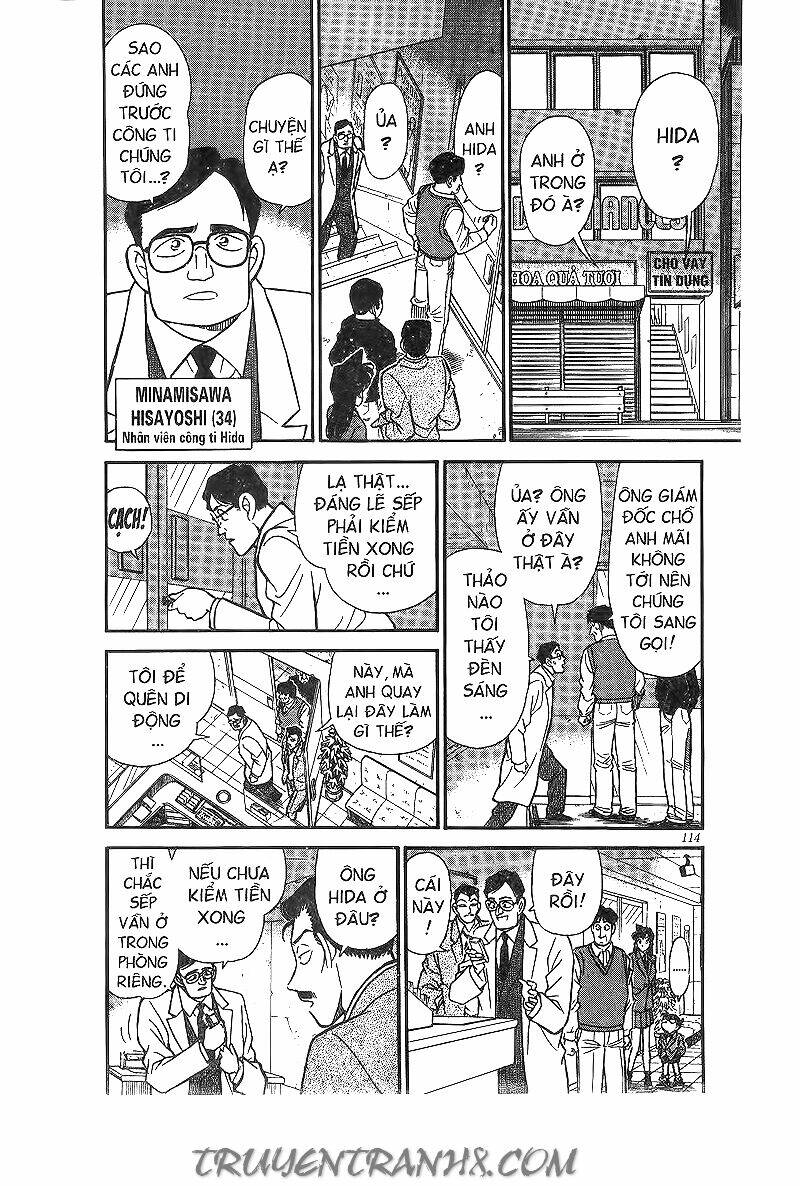 HIDA
?
ANH Ở
TRONG
ĐÓ À?
HOA QUẢ TƯƠI
CHO VAY
TÍN DỤNG
ANH
HIDA?
ỦA
?
CHUYỆN
GÌ THẾ
Ạ?
SAO
CÁC ANH
ĐỨNG
TRƯỚC
CÔNG TI
CHÚNG
TÔI...?
MINAMISAWA
HISAYOSHI (34)
Nhân viên công ti Hida
ÔNG GIÁM
ĐỐC CHỜ
ANH MÃI
KHÔNG
TỚI NÊN
CHÚNG
TÔI SANG
GỌI!
ỦA? ÔNG
ẤY VẪN
Ở ĐÂY
THẬT À?
THẢO
NÀO
TÔI
THẤY
ĐÈN
SÁNG
...
LẠ THẬT...
ĐÁNG LẼ SẾP
PHẢI KIỂM
TIỀN XONG
RỒI CHỨ
...
CẠCH!
NÀY, MÀ
ANH QUAY
LẠI ĐÂY LÀM
GÌ THẾ?
TÔI ĐỂ
QUÊN DI
ĐỘNG
...
114
ĐÂY
RỒI!
CÁI
NÀY
!
......
ÔNG
HIDA Ở
ĐÂU?
NẾU CHƯA
KIỂM TIỀN
XONG
...
THÌ
CHẮC
SẾP
VẪN Ở
TRONG
PHÒNG
RIÊNG.
TRUYENTRANH8.COM